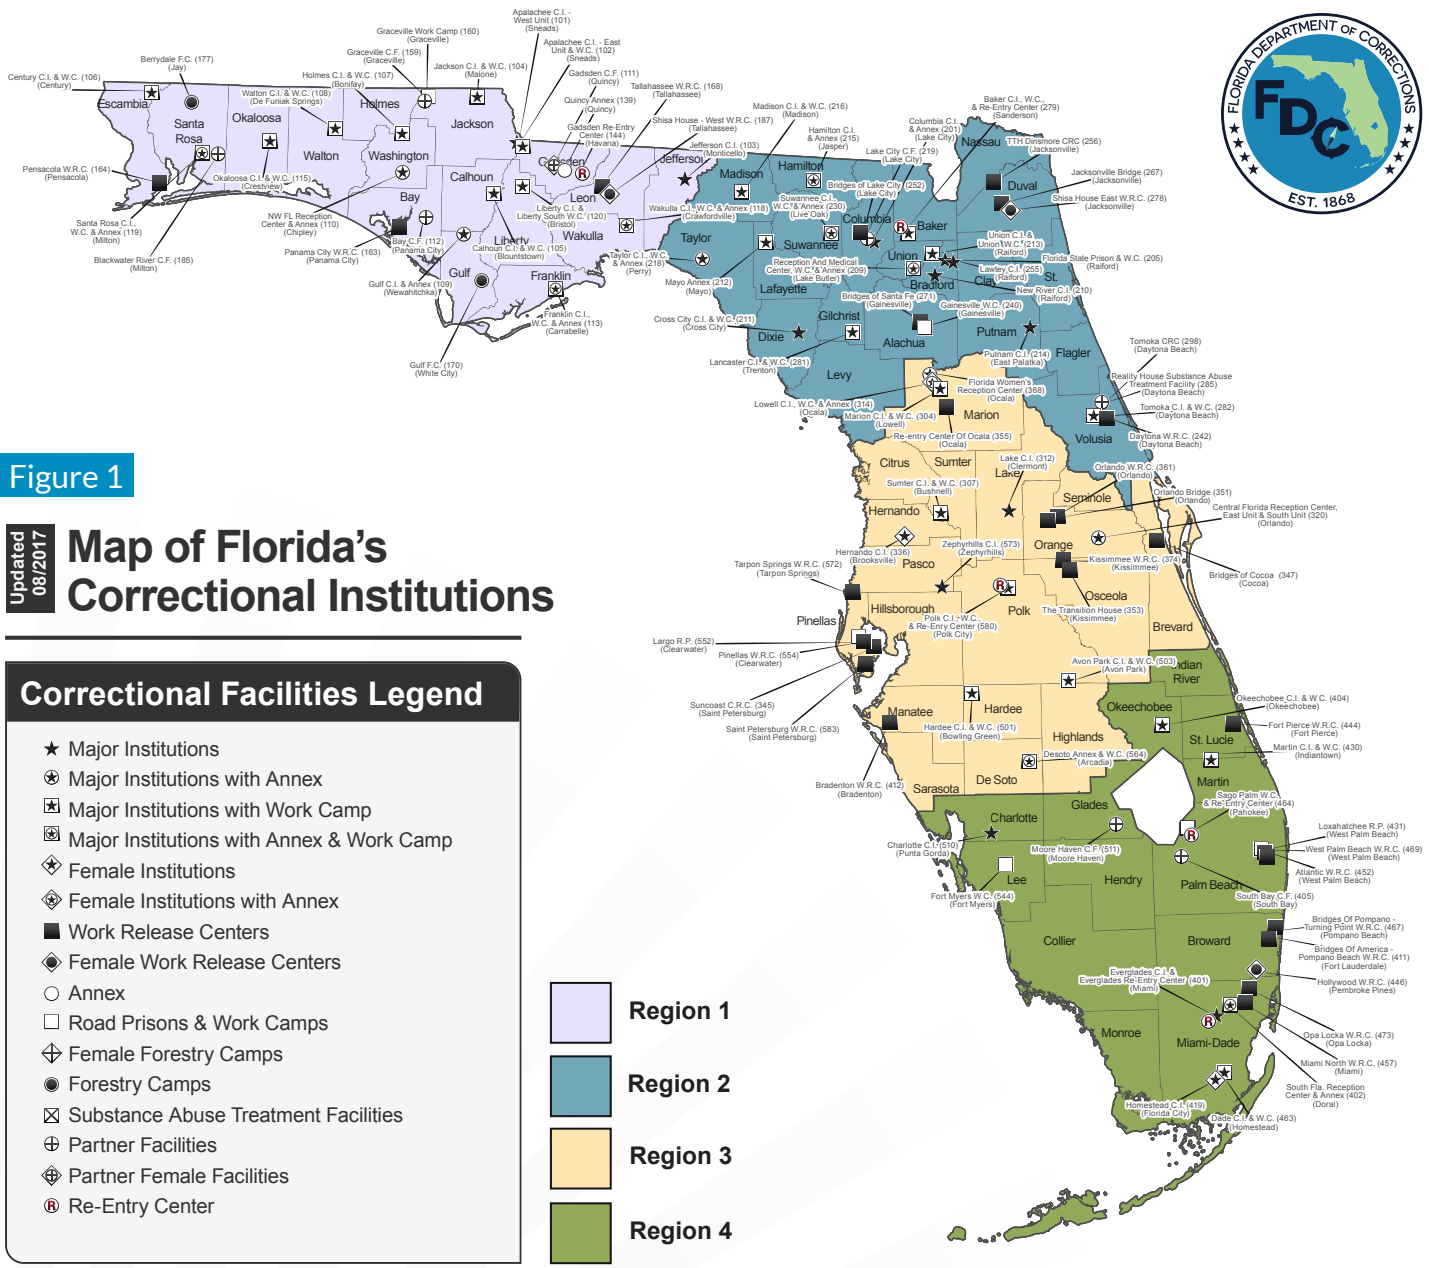 Apalachee C.I. -
West Unit (101)
(Sneads)
Graceville Work Camp (160)
(Graceville)
Apalachee C.I. - East
Unit & W.C. (102)
(Sneads)
Graceville C.F. (159)
(Graceville)
Berrydale F.C. (177)
(Jay)
Jackson C.I. & W.C. (104)
(Malone)
Gadsden C.F. (111)
(Quincy)
Century C.I. & W.C. (106)
(Century)
Holmes C.I. & W.C. (107)
(Bonifay)
Tallahassee W.R.C. (168)
(Tallahassee)
Walton C.I. & W.C. (108)
(De Funiak Springs)
Quincy Annex (139)
(Quincy)
Madison C.I. & W.C. (216)
(Madison)
Baker C.I., W.C.,
& Re-Entry Center (279)
(Sanderson)
Shisa House - West W.R.C. (187)
(Tallahassee)
Gadsden Re-Entry
Center (144)
(Havana)
Hamilton C.I.
& Annex (215)
(Jasper)
Columbia C.I.
& Annex (201)
(Lake City)
TTH Dinsmore CRC (256)
(Jacksonville)
Jefferson C.I. (103)
(Monticello)
Lake City C.F. (219)
(Lake City)
Pensacola W.R.C. (164)
(Pensacola)
Okaloosa C.I. & W.C. (115)
(Crestview)
Bridges of Lake City (252)
(Lake City)
Jacksonville Bridge (267)
(Jacksonville)
Shisa House East W.R.C. (278)
(Jacksonville)
Suwannee C.I.,
W.C. & Annex (230)
(Live Oak)
Santa Rosa C.I.,
W.C. & Annex (119)
(Milton)
NW FL Reception
Center & Annex (110)
(Chipley)
Liberty C.I. &
Liberty South W.C. (120)
(Bristol)
Wakulla C.I., W.C. & Annex (118)
(Crawfordville)
Blackwater River C.F. (185)
(Milton)
Panama City W.R.C. (163)
(Panama City)
Bay C.F. (112)
(Panama City)
Calhoun C.I. & W.C. (105)
(Blountstown)
Taylor C.I., W.C.
& Annex (218)
(Perry)
Union C.I. &
Union W.C. (213)
(Raiford)
Florida State Prison & W.C. (205)
(Raiford)
Reception And Medical
Center, W.C. & Annex (209)
(Lake Butler)
Lawtey C.I. (255)
(Raiford)
Gulf C.I. & Annex (109)
(Wewahitchka)
Mayo Annex (212)
(Mayo)
New River C.I. (210)
(Raiford)
Bridges of Santa Fe (271)
(Gainesville)
Gainesville W.C. (240)
(Gainesville)
Franklin C.I.,
W.C. & Annex (113)
(Carrabelle)
Cross City C.I. & W.C. (211)
(Cross City)
Gulf F.C. (170)
(White City)
Lancaster C.I. & W.C. (281)
(Trenton)
Putnam C.I. (214)
(East Palatka)
Tomoka CRC (298)
(Daytona Beach)
Reality House Substance Abuse
Treatment Facility (285)
(Daytona Beach)
Florida Women's
Reception Center (368)
(Ocala)
Lowell C.I., W.C. & Annex (314)
(Ocala)
Marion C.I. & W.C. (304)
(Lowell)
Tomoka C.I. & W.C. (282)
(Daytona Beach)
Re-entry Center Of Ocala (355)
(Ocala)
Daytona W.R.C. (242)
(Daytona Beach)
Lake C.I. (312)
(Clermont)
Orlando W.R.C. (361)
(Orlando)
Sumter C.I. & W.C. (307)
(Bushnell)
Orlando Bridge (351)
(Orlando)
Central Florida Reception Center,
East Unit & South Unit (320)
(Orlando)
Hernando C.I. (336)
(Brooksville)
Zephyrhills C.I. (573)
(Zephyrhills)
Kissimmee W.R.C. (374)
(Kissimmee)
Tarpon Springs W.R.C. (572)
(Tarpon Springs)
Bridges of Cocoa (347)
(Cocoa)
The Transition House (353)
(Kissimmee)
Polk C.I., W.C.,
& Re-Enry Center (580)
(Polk City)
Largo R.P. (552)
(Clearwater)
Pinellas W.R.C. (554)
(Clearwater)
Avon Park C.I. & W.C. (503)
(Avon Park)
Suncoast C.R.C. (345)
(Saint Petersburg)
Saint Petersburg W.R.C. (583)
(Saint Petersburg)
Hardee C.I. & W.C. (501)
(Bowling Green)
Okeechobee C.I. & W.C. (404)
(Okeechobee)
Fort Pierce W.R.C. (444)
(Fort Pierce)
Desoto Annex & W.C. (564)
(Arcadia)
Martin C.I. & W.C. (430)
(Indiantown)
Bradenton W.R.C. (412)
(Bradenton)
Sago Palm W.C.
& Re-Entry Center (464)
(Pahokee)
Charlotte C.I. (510)
(Punta Gorda)
Moore Haven C.F. (511)
(Moore Haven)
Loxahatchee R.P. (431)
(West Palm Beach)
West Palm Beach W.R.C. (469)
(West Palm Beach)
Atlantic W.R.C. (452)
(West Palm Beach)
Fort Myers W.C. (544)
(Fort Myers)
South Bay C.F. (405)
(South Bay)
Bridges Of Pompano -
Turning Point W.R.C. (467)
(Pompano Beach)
Bridges Of America -
Pompano Beach W.R.C. (411)
(Fort Lauderdale)
Everglades C.I. &
Everglades Re-Entry Center (401)
(Miami)
Hollywood W.R.C. (446)
(Pembroke Pines)
Opa Locka W.R.C. (473)
(Opa Locka)
Miami North W.R.C. (457)
(Miami)
South Fla. Reception
Center & Annex (402)
(Doral)
Homestead C.I. (419)
(Florida City)
Dade C.I. & W.C. (463)
(Homestead)
Escambia
Santa
Rosa
Okaloosa
Walton
Holmes
Washington
Jackson
Bay
Calhoun
Gulf
Liberty
Gadsden
Leon
Wakulla
Franklin
Jefferson
Madison
Taylor
Hamilton
Suwannee
Lafayette
Dixie
Columbia
Gilchrist
Levy
Baker
Union
Bradford
Alachua
Nassau
Duval
Clay
St.
Putnam
Flagler
Volusia
Marion
Citrus
Sumter
Lake
Hernando
Pasco
Seminole
Orange
Osceola
Brevard
Pinellas
Hillsborough
Polk
Manatee
Hardee
Highlands
Sarasota
De Soto
Indian
River
Okeechobee
St. Lucie
Martin
Charlotte
Glades
Lee
Hendry
Palm Beach
Collier
Broward
Monroe
Miami-Dade
FLORIDA DEPARTMENT OF CORRECTIONS
FDC
EST. 1868
Figure 1
Updated
08/2017
Map of Florida's
Correctional Institutions
Correctional Facilities Legend
Major Institutions
Major Institutions with Annex
Major Institutions with Work Camp
Major Institutions with Annex & Work Camp
Female Institutions
Female Institutions with Annex
Work Release Centers
Female Work Release Centers
Annex
Road Prisons & Work Camps
Female Forestry Camps
Forestry Camps
Substance Abuse Treatment Facilities
Partner Facilities
Partner Female Facilities
R Re-Entry Center
Region 1
Region 2
Region 3
Region 4